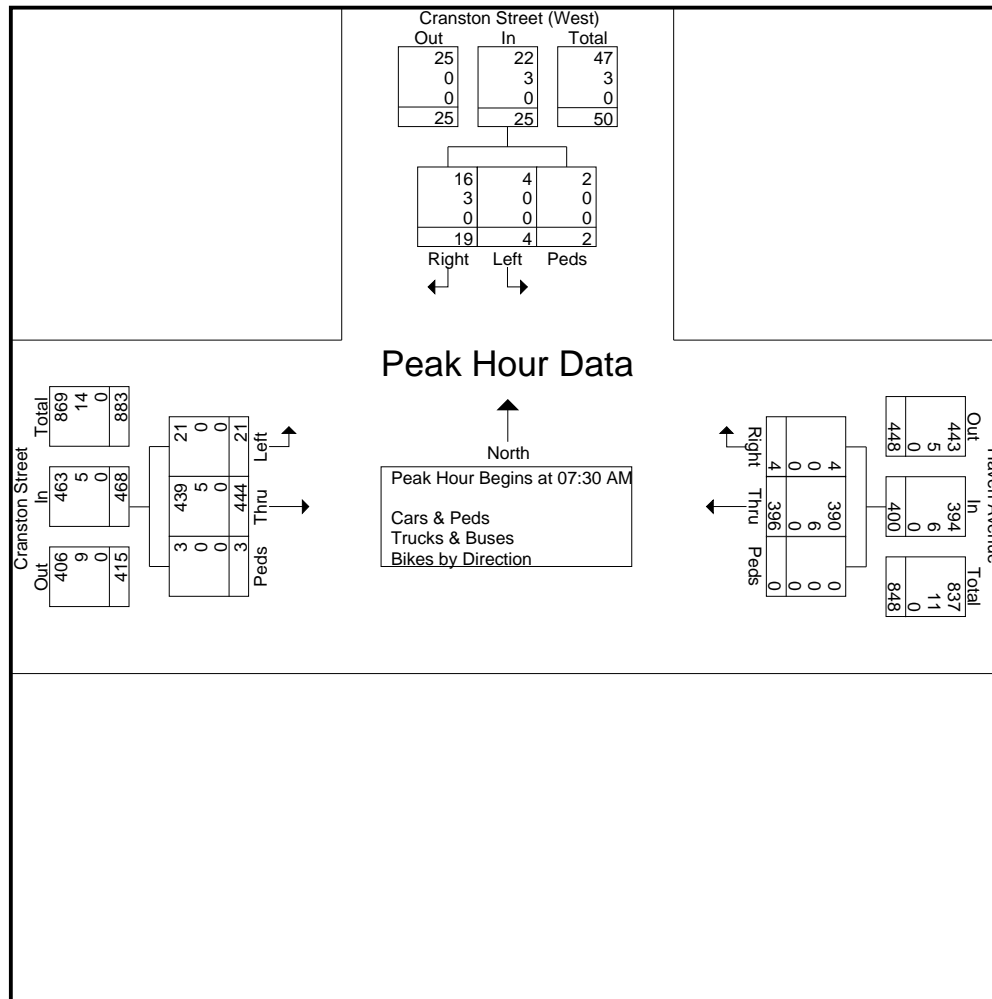 Cranston Street (West)
Out In Total
25 22 47
0 3 3
0 0 0
25 25 50
16 4 2
3 0 0
0 0 0
19 4 2
Right Left Peds
Peak Hour Data
North
Peak Hour Begins at 07:30 AM
Cars & Peds
Trucks & Buses
Bikes by Direction
Cranston Street
Out In Total
406 463 869
9 5 14
0 0 0
415 468 883
3 439 21
0 5 0
0 0 0
3 444 21
Peds Thru Left
Avenue
Out In Total
443 394 837
5 6 11
0 0 0
448 400 848
4 390 0
0 6 0
0 0 0
4 396 0
Right Thru Peds